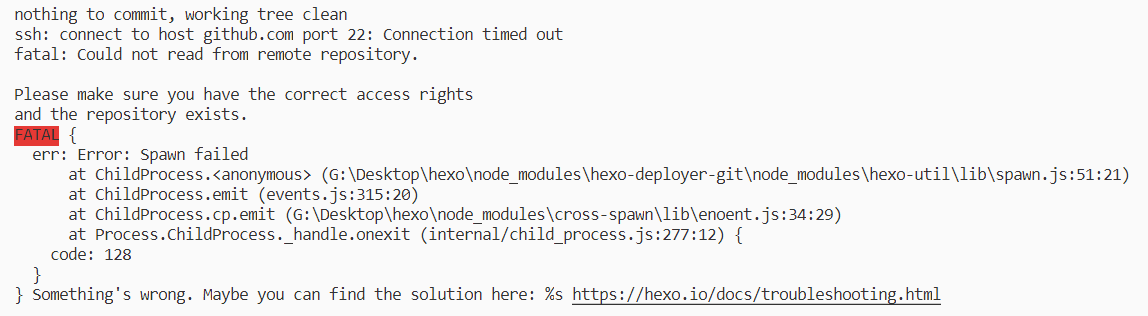 nothing to commit, working tree clean
ssh: connect to host github.com port 22: Connection timed out
fatal: Could not read from remote repository.

Please make sure you have the correct access rights
and the repository exists.
FATAL {
  err: Error: Spawn failed
      at ChildProcess.<anonymous> (G:\Desktop\hexo\node_modules\hexo-deployer-git\node_modules\hexo-util\lib\spawn.js:51:21)
      at ChildProcess.emit (events.js:315:20)
      at ChildProcess.cp.emit (G:\Desktop\hexo\node_modules\cross-spawn\lib\enoent.js:34:29)
      at Process.ChildProcess._handle.onexit (internal/child_process.js:277:12) {
    code: 128
  }
} Something's wrong. Maybe you can find the solution here: %s https://hexo.io/docs/troubleshooting.html